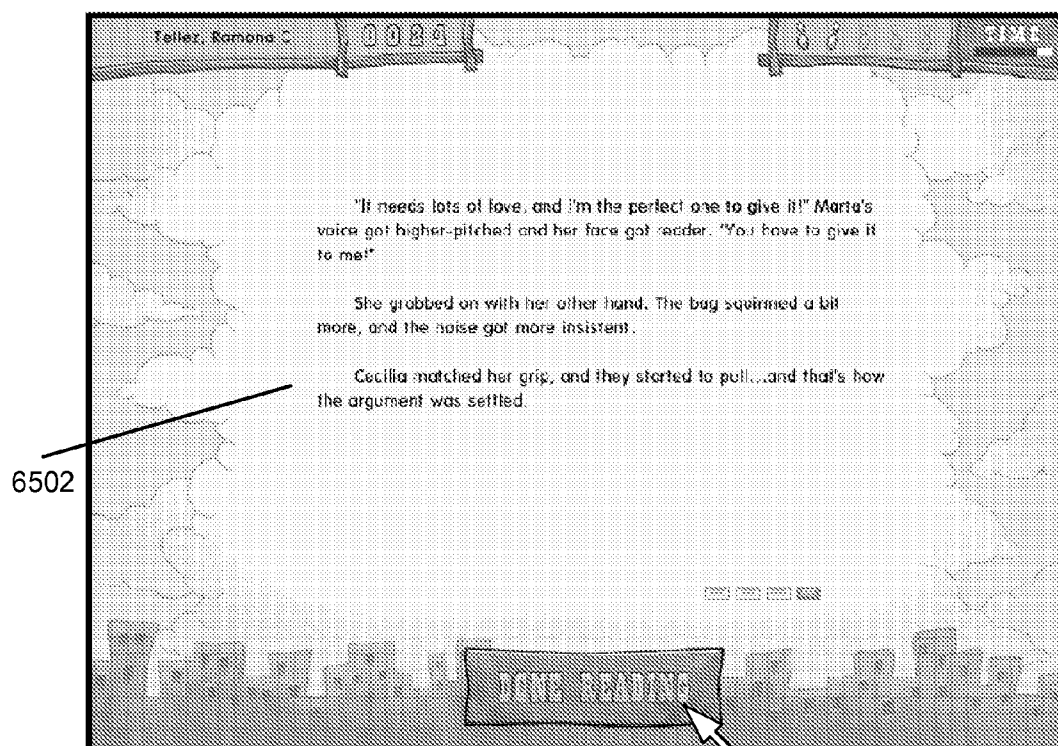 Tellez, Ramona C
0024
TIME
"It needs lots of love, and I'm the perfect one to give it!" Marta's
voice got higher-pitched and her face got redder. "You have to give it
to me!"
She grabbed on with her other hand. The bag squirmed a bit
more, and the noise got more insistent.
Cecilia matched her grip, and they started to pull...and that's how
the argument was settled.
6502
DONE READING